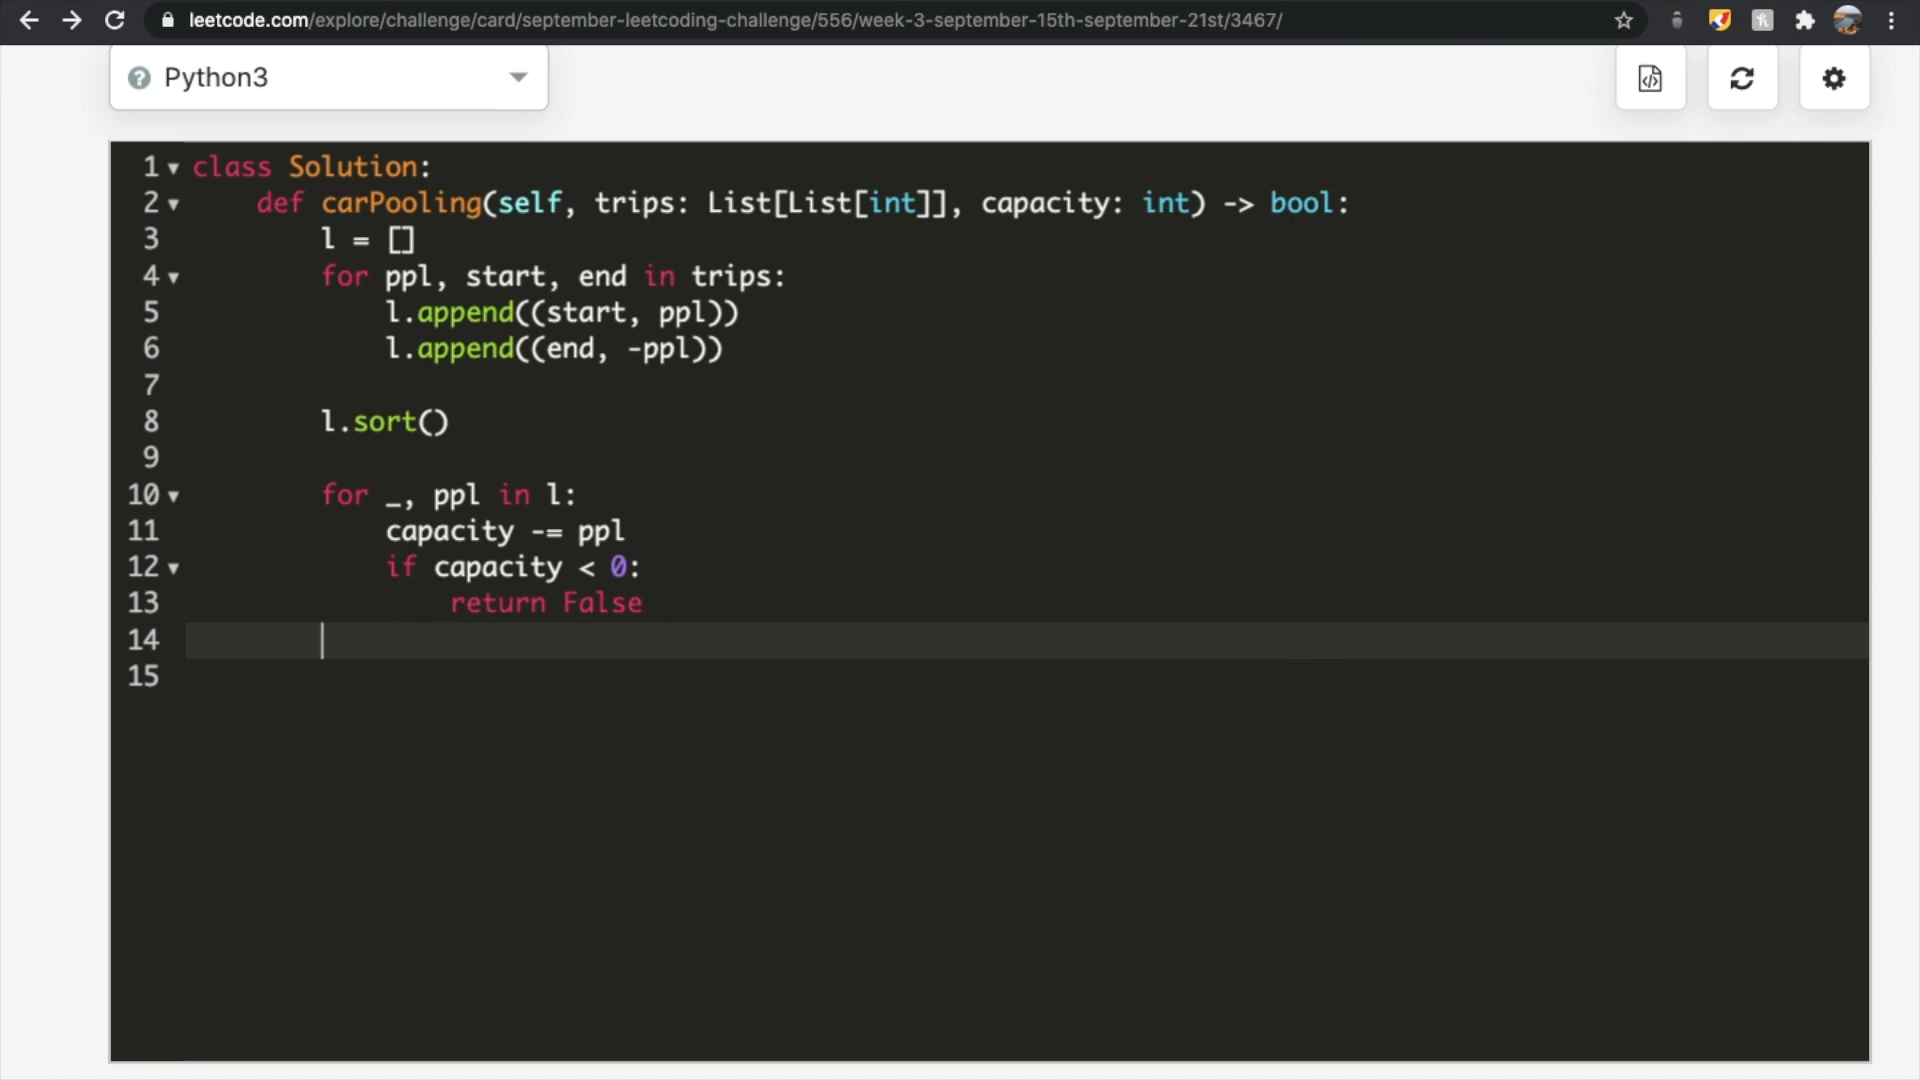 leetcode.com/explore/challenge/card/september-leetcoding-challenge/556/week-3-september-15th-september-21st/3467/
Python3
1 class Solution:
2     def carPooling(self, trips: List[List[int]], capacity: int) -> bool:
3         l = []
4         for ppl, start, end in trips:
5             l.append((start, ppl))
6             l.append((end, -ppl))
7
8         l.sort()
9
10         for _, ppl in l:
11             capacity -= ppl
12             if capacity < 0:
13                 return False
14
15